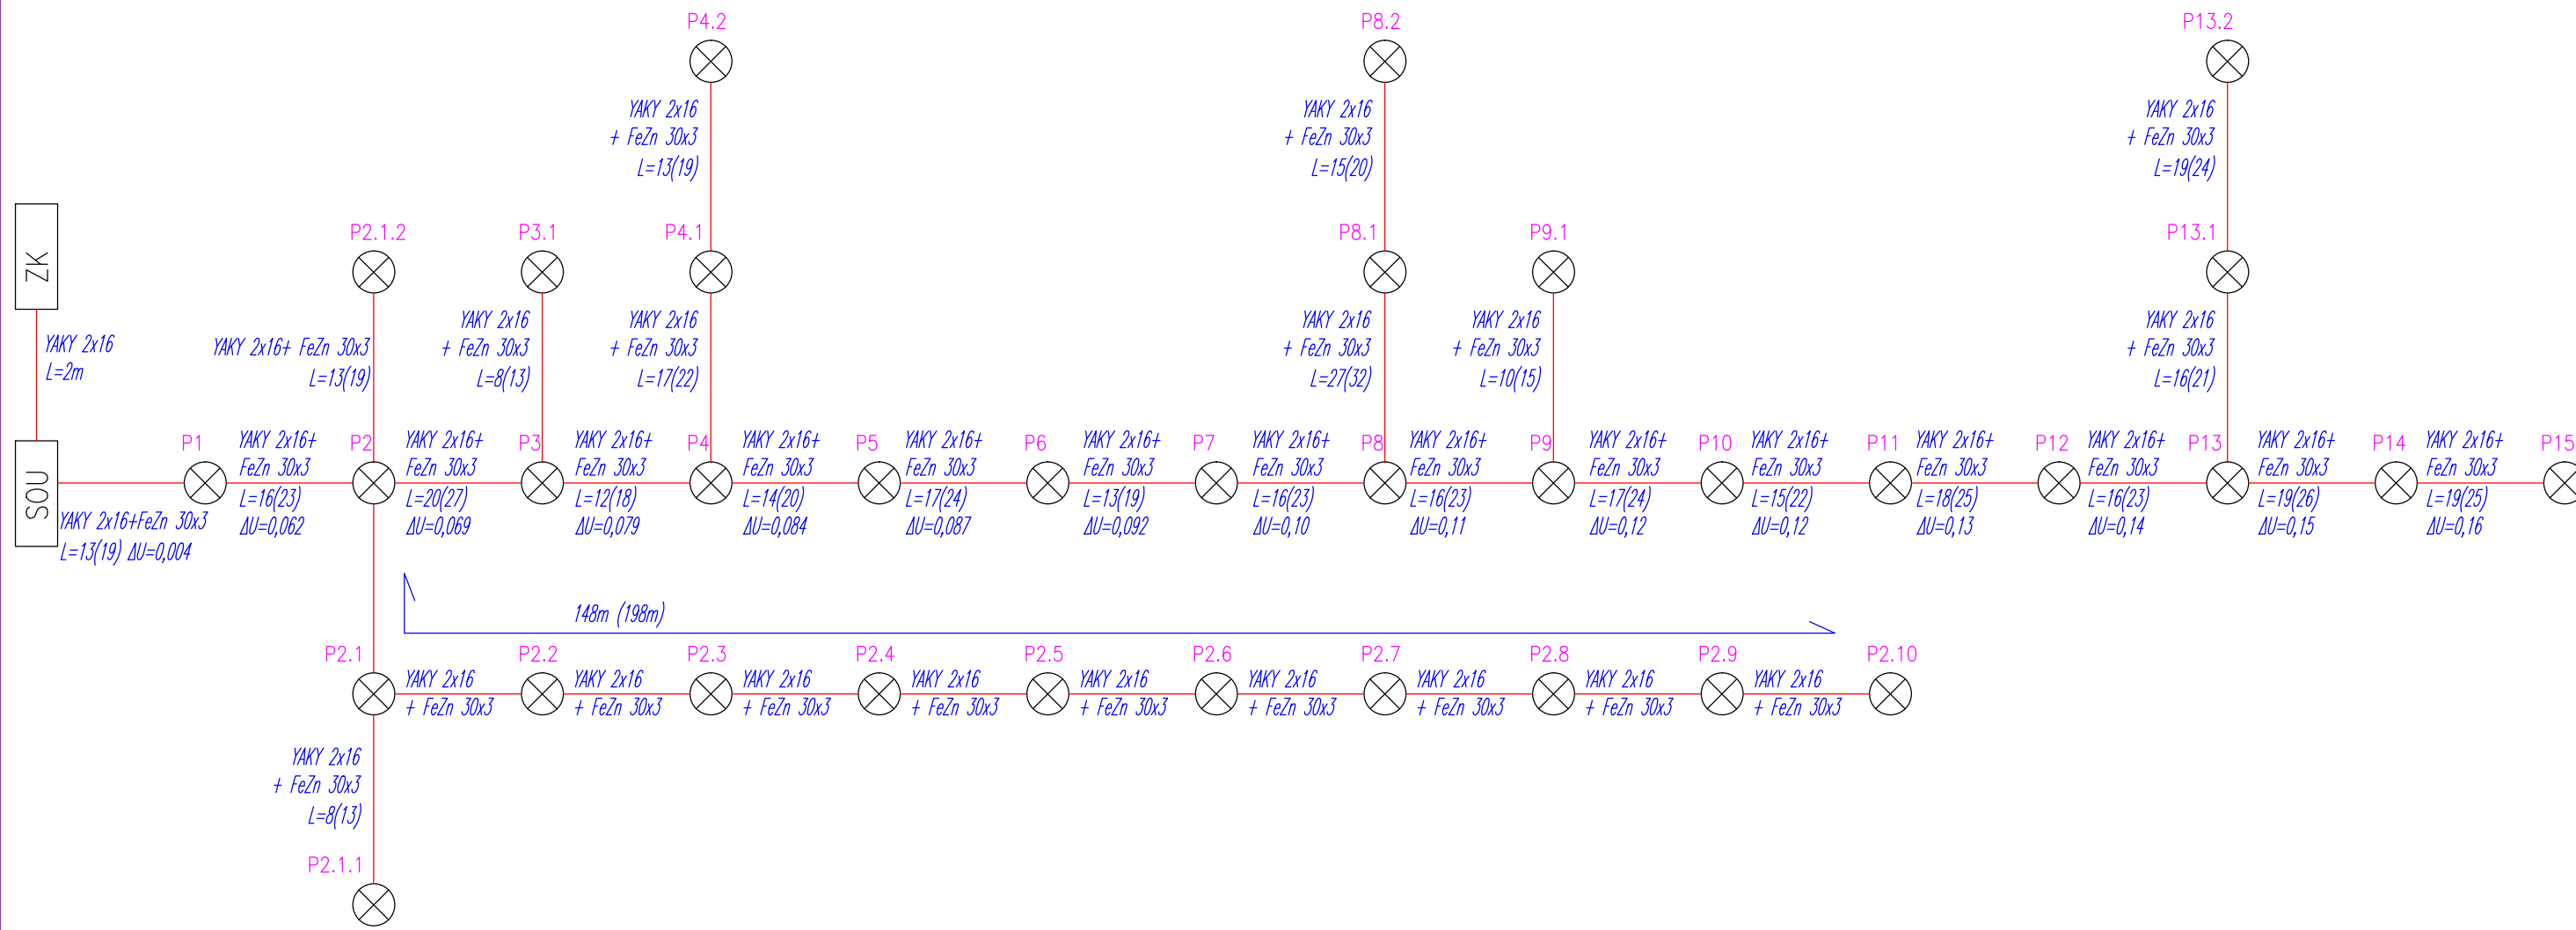 P4.2
P8.2
P13.2
YAKY 2x16
+ FeZn 30x3
L=13(19)
YAKY 2x16
+ FeZn 30x3
L=15(20)
YAKY 2x16
+ FeZn 30x3
L=19(24)
ZK
P2.1.2
P3.1
P4.1
P8.1
P9.1
P13.1
YAKY 2x16
L=2m
YAKY 2x16+ FeZn 30x3
L=13(19)
YAKY 2x16
+ FeZn 30x3
L=8(13)
YAKY 2x16
+ FeZn 30x3
L=17(22)
YAKY 2x16
+ FeZn 30x3
L=27(32)
YAKY 2x16
+ FeZn 30x3
L=10(15)
YAKY 2x16
+ FeZn 30x3
L=16(21)
SOU
YAKY 2x16+FeZn 30x3
L=13(19) ΔU=0,004
P1
YAKY 2x16+
FeZn 30x3
L=16(23)
ΔU=0,062
P2
YAKY 2x16+
FeZn 30x3
L=20(27)
ΔU=0,069
P3
YAKY 2x16+
FeZn 30x3
L=12(18)
ΔU=0,079
P4
YAKY 2x16+
FeZn 30x3
L=14(20)
ΔU=0,084
P5
YAKY 2x16+
FeZn 30x3
L=17(24)
ΔU=0,087
P6
YAKY 2x16+
FeZn 30x3
L=13(19)
ΔU=0,092
P7
YAKY 2x16+
FeZn 30x3
L=16(23)
ΔU=0,10
P8
YAKY 2x16+
FeZn 30x3
L=16(23)
ΔU=0,11
P9
YAKY 2x16+
FeZn 30x3
L=17(24)
ΔU=0,12
P10
YAKY 2x16+
FeZn 30x3
L=15(22)
ΔU=0,12
P11
YAKY 2x16+
FeZn 30x3
L=18(25)
ΔU=0,13
P12
YAKY 2x16+
FeZn 30x3
L=16(23)
ΔU=0,14
P13
YAKY 2x16+
FeZn 30x3
L=19(26)
ΔU=0,15
P14
YAKY 2x16+
FeZn 30x3
L=19(25)
ΔU=0,16
P15
148m (198m)
P2.1
YAKY 2x16
+ FeZn 30x3
P2.2
YAKY 2x16
+ FeZn 30x3
P2.3
YAKY 2x16
+ FeZn 30x3
P2.4
YAKY 2x16
+ FeZn 30x3
P2.5
YAKY 2x16
+ FeZn 30x3
P2.6
YAKY 2x16
+ FeZn 30x3
P2.7
YAKY 2x16
+ FeZn 30x3
P2.8
YAKY 2x16
+ FeZn 30x3
P2.9
YAKY 2x16
+ FeZn 30x3
P2.10
YAKY 2x16
+ FeZn 30x3
L=8(13)
P2.1.1